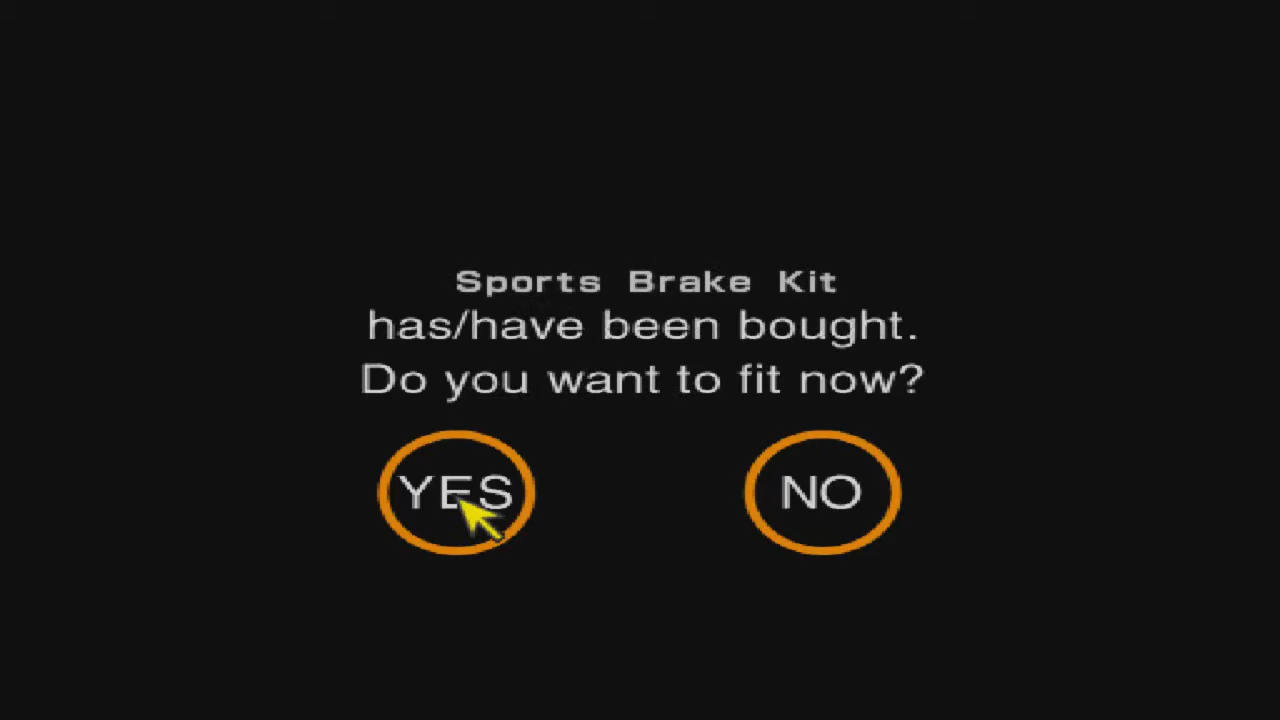 Sports Brake Kit
has/have been bought.
Do you want to fit now?
YES NO